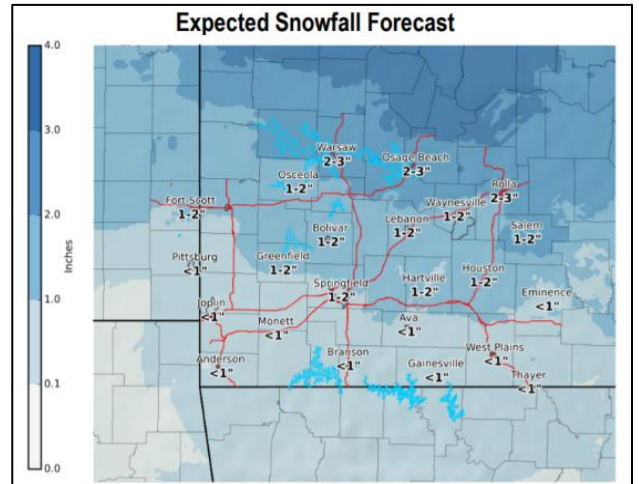 Expected Snowfall Forecast
4.0
3.0
2.0
1.0
0.1
0.0
Inches
Warsaw
2-3"
Osage Beach
2-3"
Osceola
1-2"
Rolla
2-3"
Fort Scott
1-2"
Waynesville
1-2"
Lebanon
1-2"
Salem
1-2"
Bolivar
1-2"
Pittsburg
<1"
Greenfield
1-2"
Houston
1-2"
Hartville
1-2"
Springfield
1-2"
Eminence
<1"
Joplin
<1"
Monett
<1"
Ava
<1"
Anderson
<1"
Branson
<1"
West Plains
<1"
Gainesville
<1"
Thayer
<1"